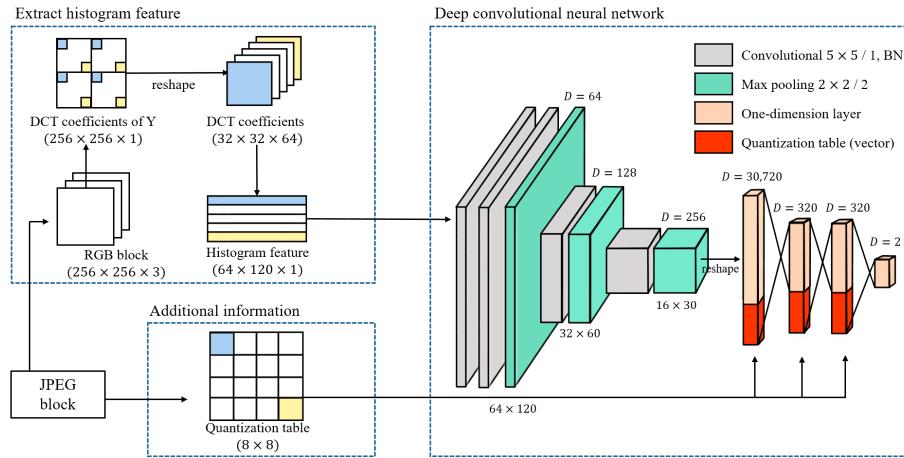 Extract histogram feature
DCT coefficients of Y
(256 × 256 × 1)
reshape
DCT coefficients
(32 × 32 × 64)
RGB block
(256 × 256 × 3)
Histogram feature
(64 × 120 × 1)
Additional information
JPEG
block
Quantization table
(8 × 8)
Deep convolutional neural network
Convolutional 5 × 5 / 1, BN
Max pooling 2 × 2 / 2
One-dimension layer
Quantization table (vector)
D = 64
D = 128
D = 256
D = 30,720
D = 320
D = 320
D = 2
reshape
64 × 120
32 × 60
16 × 30